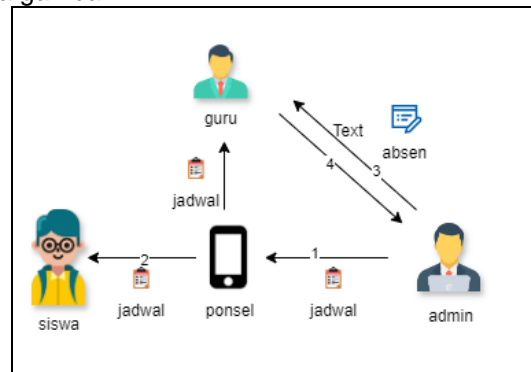 guru
Text
absen
4
3
jadwal
2
1
siswa
jadwal
ponsel
jadwal
admin